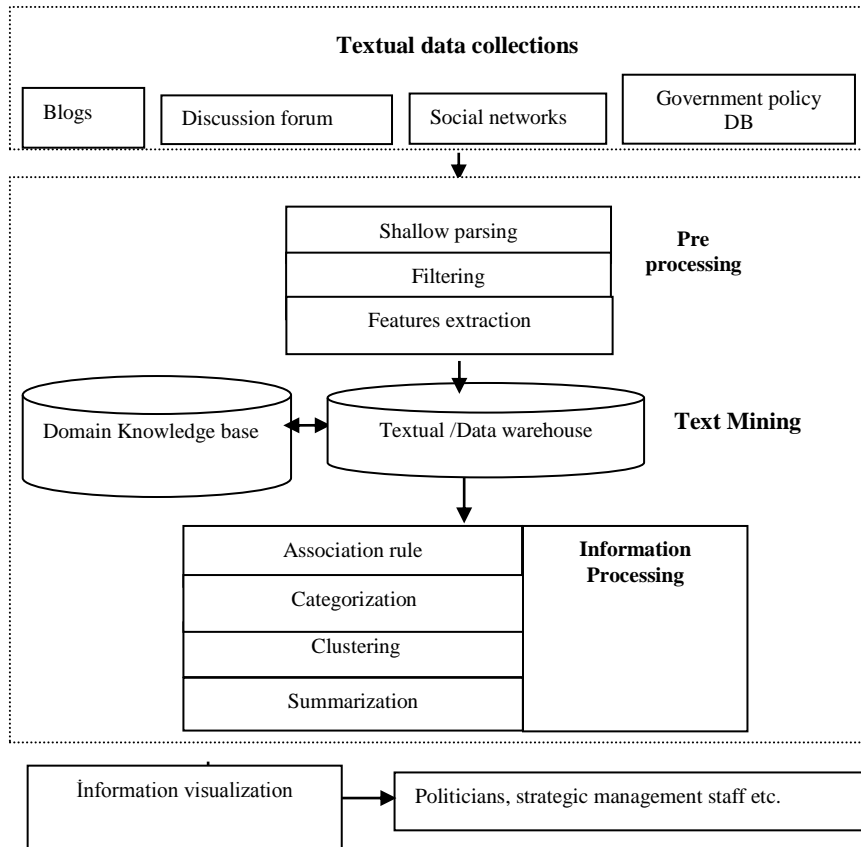 Textual data collections
Blogs
Discussion forum
Social networks
Government policy
DB
Shallow parsing
Filtering
Features extraction
Pre
processing
Domain Knowledge base
Textual /Data warehouse
Text Mining
Association rule
Categorization
Clustering
Summarization
Information
Processing
İnformation visualization
Politicians, strategic management staff etc.